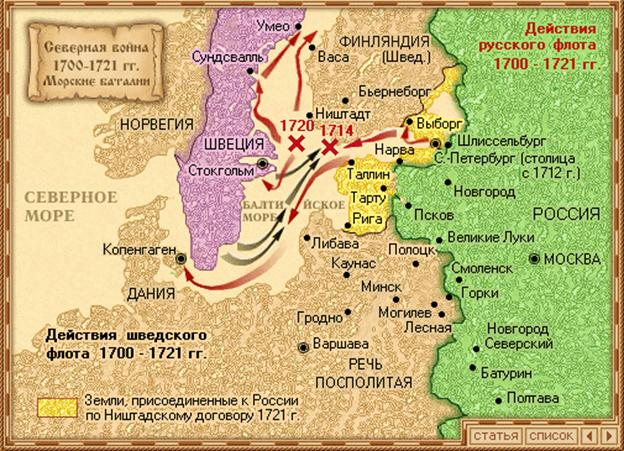 Северная война
1700-1721 гг.
Морские баталии
Действия
русского флота
1700 - 1721 гг.
Умео
Сундсвалль
Васа
ФИНЛЯНДИЯ
(Швед.)
Бьернеборг
НОРВЕГИЯ
Ништадт
1720
1714
Выборг
ШВЕЦИЯ
Шлиссельбург
Нарва
С. Петербург (столица
с 1712 г.)
Стокгольм
Таллин
Новгород
СЕВЕРНОЕ
МОРЕ
БАЛТИЙСКОЕ
МОРЕ
Тарту
Псков
РОССИЯ
Рига
Либава
Великие Луки
Копенгаген
Полоцк
Каунас
МОСКВА
Смоленск
ДАНИЯ
Минск
Горки
Гродно
Могилев
Лесная
Действия шведского
флота 1700 - 1721 гг.
Варшава
Новгород
Северский
РЕЧЬ
ПОСПОЛИТАЯ
Батурин
Земли, присоединенные к России
по Ништадскому договору 1721 г.
Полтава
статья
список